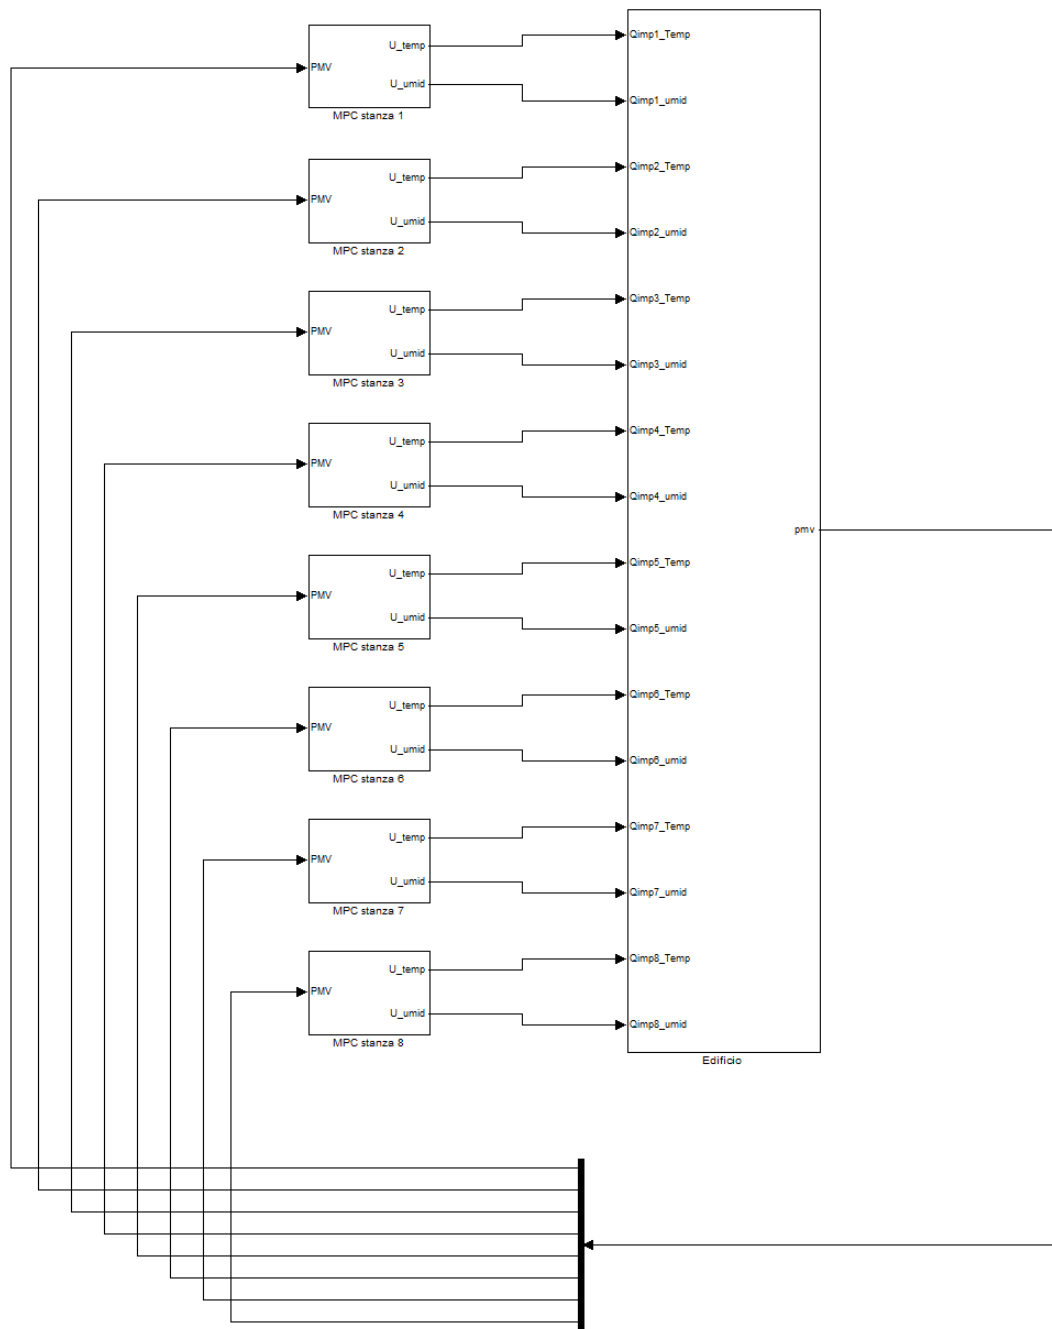 U_temp
PMV
U_umid
MPC stanza 1
U_temp
PMV
U_umid
MPC stanza 2
U_temp
PMV
U_umid
MPC stanza 3
U_temp
PMV
U_umid
MPC stanza 4
U_temp
PMV
U_umid
MPC stanza 5
U_temp
PMV
U_umid
MPC stanza 6
U_temp
PMV
U_umid
MPC stanza 7
U_temp
PMV
U_umid
MPC stanza 8
Qimp1_Temp
Qimp1_umid
Qimp2_Temp
Qimp2_umid
Qimp3_Temp
Qimp3_umid
Qimp4_Temp
Qimp4_umid
Qimp5_Temp
Qimp5_umid
Qimp6_Temp
Qimp6_umid
Qimp7_Temp
Qimp7_umid
Qimp8_Temp
Qimp8_umid
pmv
Edificio